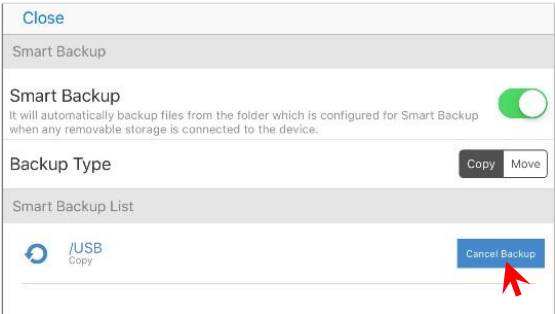 Close
Smart Backup
Smart Backup
It will automatically backup files from the folder which is configured for Smart Backup
when any removable storage is connected to the device.
Backup Type
Copy Move
Smart Backup List
/USB
Copy
Cancel Backup